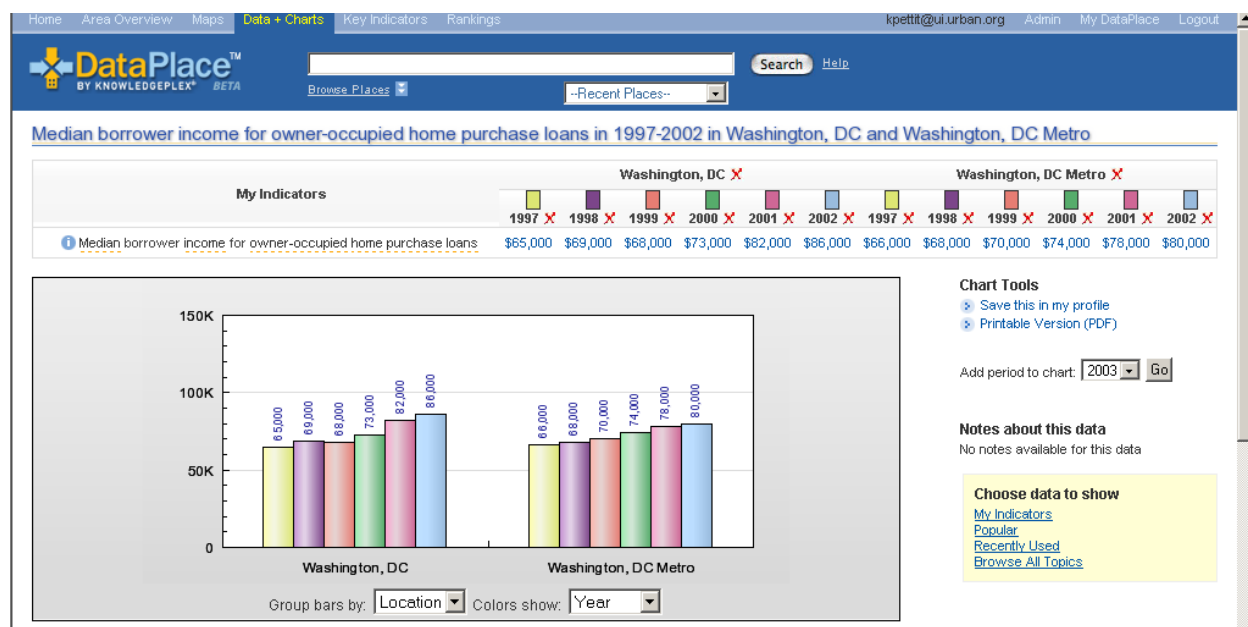 Home Area Overview Maps Data + Charts Key Indicators Rankings kpettit@ui.urban.org Admin My DataPlace Logout
DataPlace™
BY KNOWLEDGEPLEX® BETA
Search Help
Browse Places --Recent Places--
Median borrower income for owner-occupied home purchase loans in 1997-2002 in Washington, DC and Washington, DC Metro
My Indicators
Washington, DC X Washington, DC Metro X
1997 X 1998 X 1999 X 2000 X 2001 X 2002 X 1997 X 1998 X 1999 X 2000 X 2001 X 2002 X
Median borrower income for owner-occupied home purchase loans $65,000 $69,000 $68,000 $73,000 $82,000 $86,000 $66,000 $68,000 $70,000 $74,000 $78,000 $80,000
150K
100K
50K
0
65,000 69,000 68,000 73,000 82,000 86,000 66,000 68,000 70,000 74,000 78,000 80,000
Washington, DC Washington, DC Metro
Group bars by: Location Colors show: Year
Chart Tools
Save this in my profile
Printable Version (PDF)
Add period to chart: 2003 Go
Notes about this data
No notes available for this data
Choose data to show
My Indicators
Popular
Recently Used
Browse All Topics